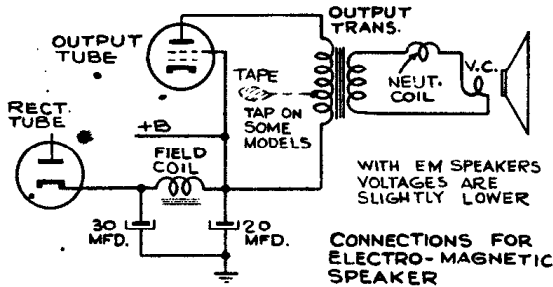 OUTPUT
TRANS.
OUTPUT
TUBE
TAPE
TAP ON
SOME
MODELS
NEUT.
COIL
V.C.
RECT.
TUBE
+B
FIELD
COIL
30
MFD.
20
MFD.
WITH EM SPEAKERS
VOLTAGES ARE
SLIGHTLY LOWER
CONNECTIONS FOR
ELECTRO-MAGNETIC
SPEAKER